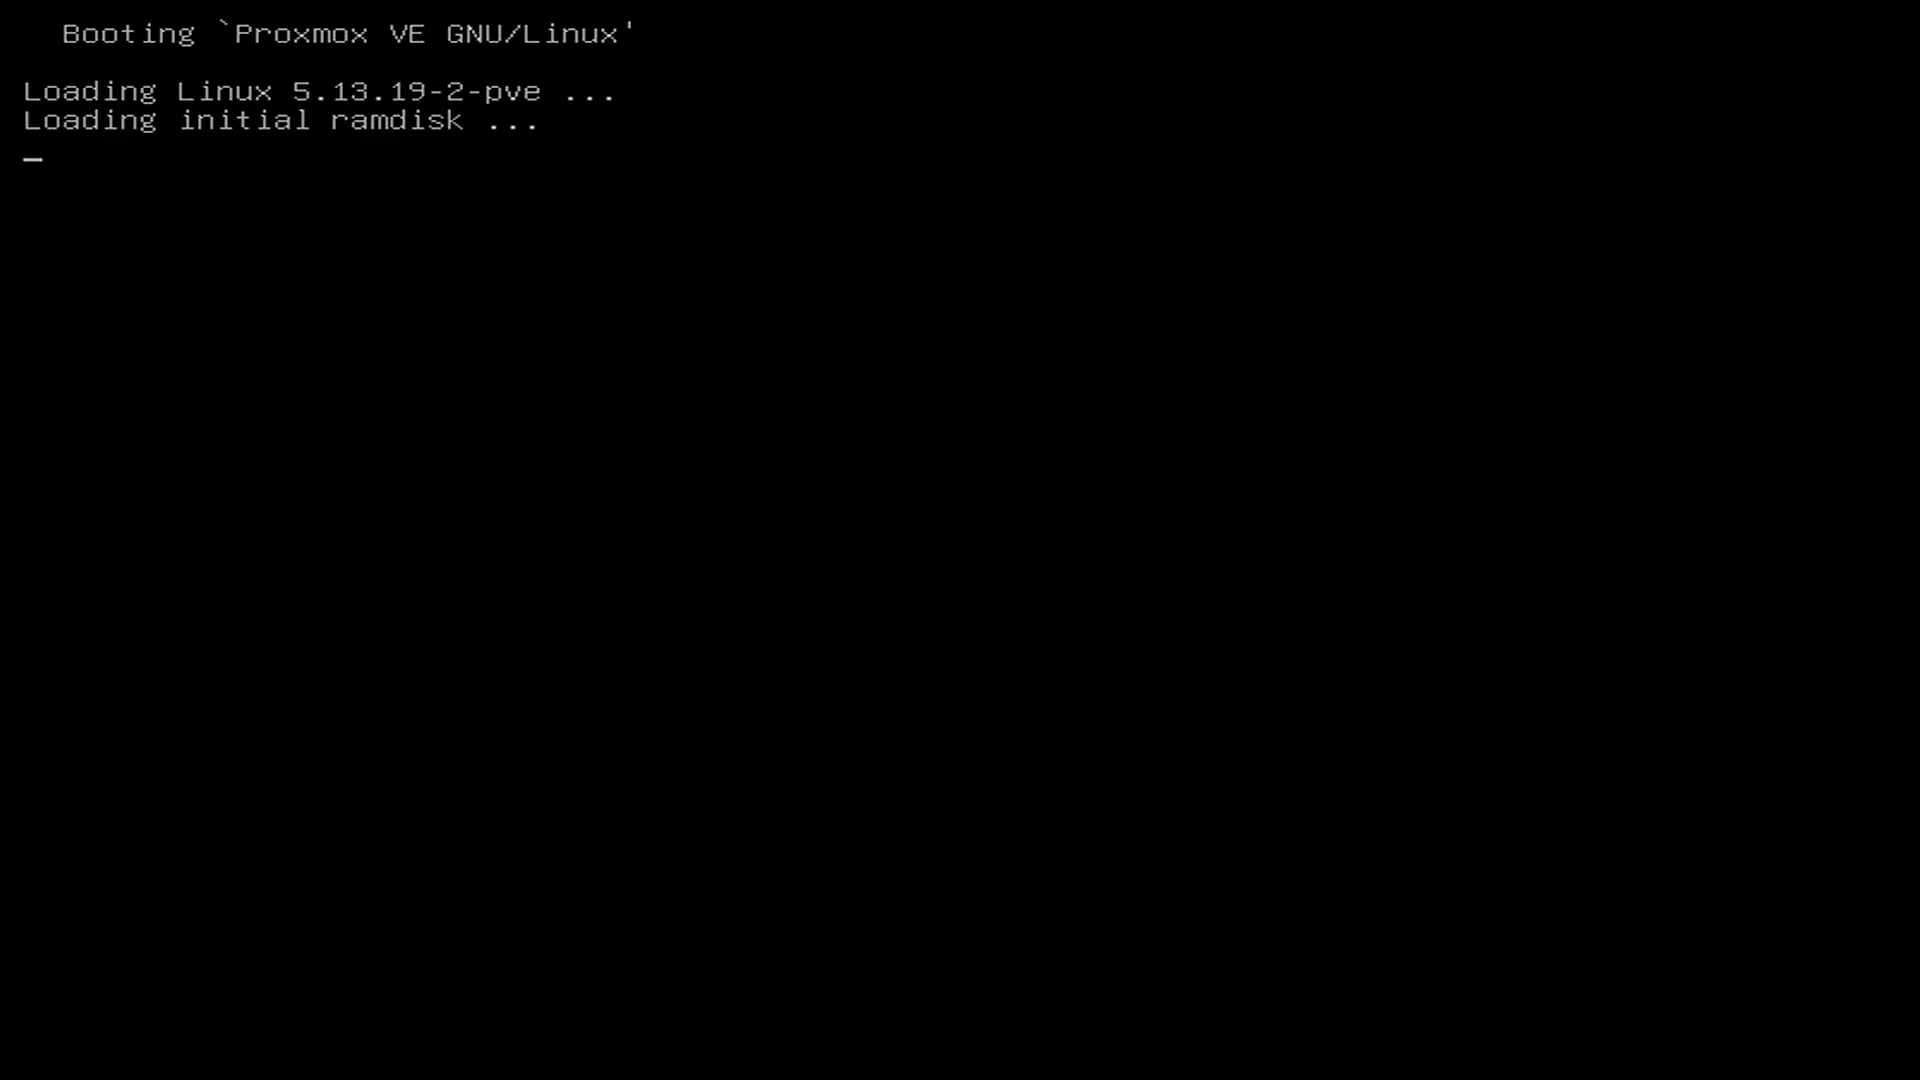 Booting `Proxmox VE GNU/Linux'
Loading Linux 5.13.19-2-pve ...
Loading initial ramdisk ...
_